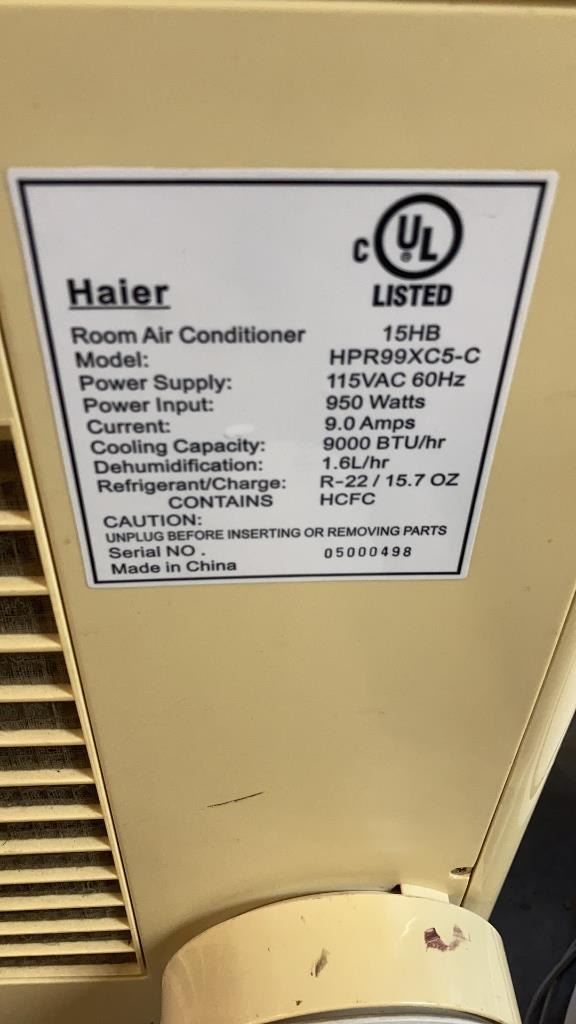 C UL
LISTED
Haier
Room Air Conditioner 15HB
Model: HPR99XC5-C
Power Supply: 115VAC 60Hz
Power Input: 950 Watts
Current: 9.0 Amps
Cooling Capacity: 9000 BTU/hr
Dehumidification: 1.6L/hr
Refrigerant/Charge: R-22 / 15.7 OZ
CONTAINS HCFC
CAUTION:
UNPLUG BEFORE INSERTING OR REMOVING PARTS
Serial NO . 05000498
Made in China